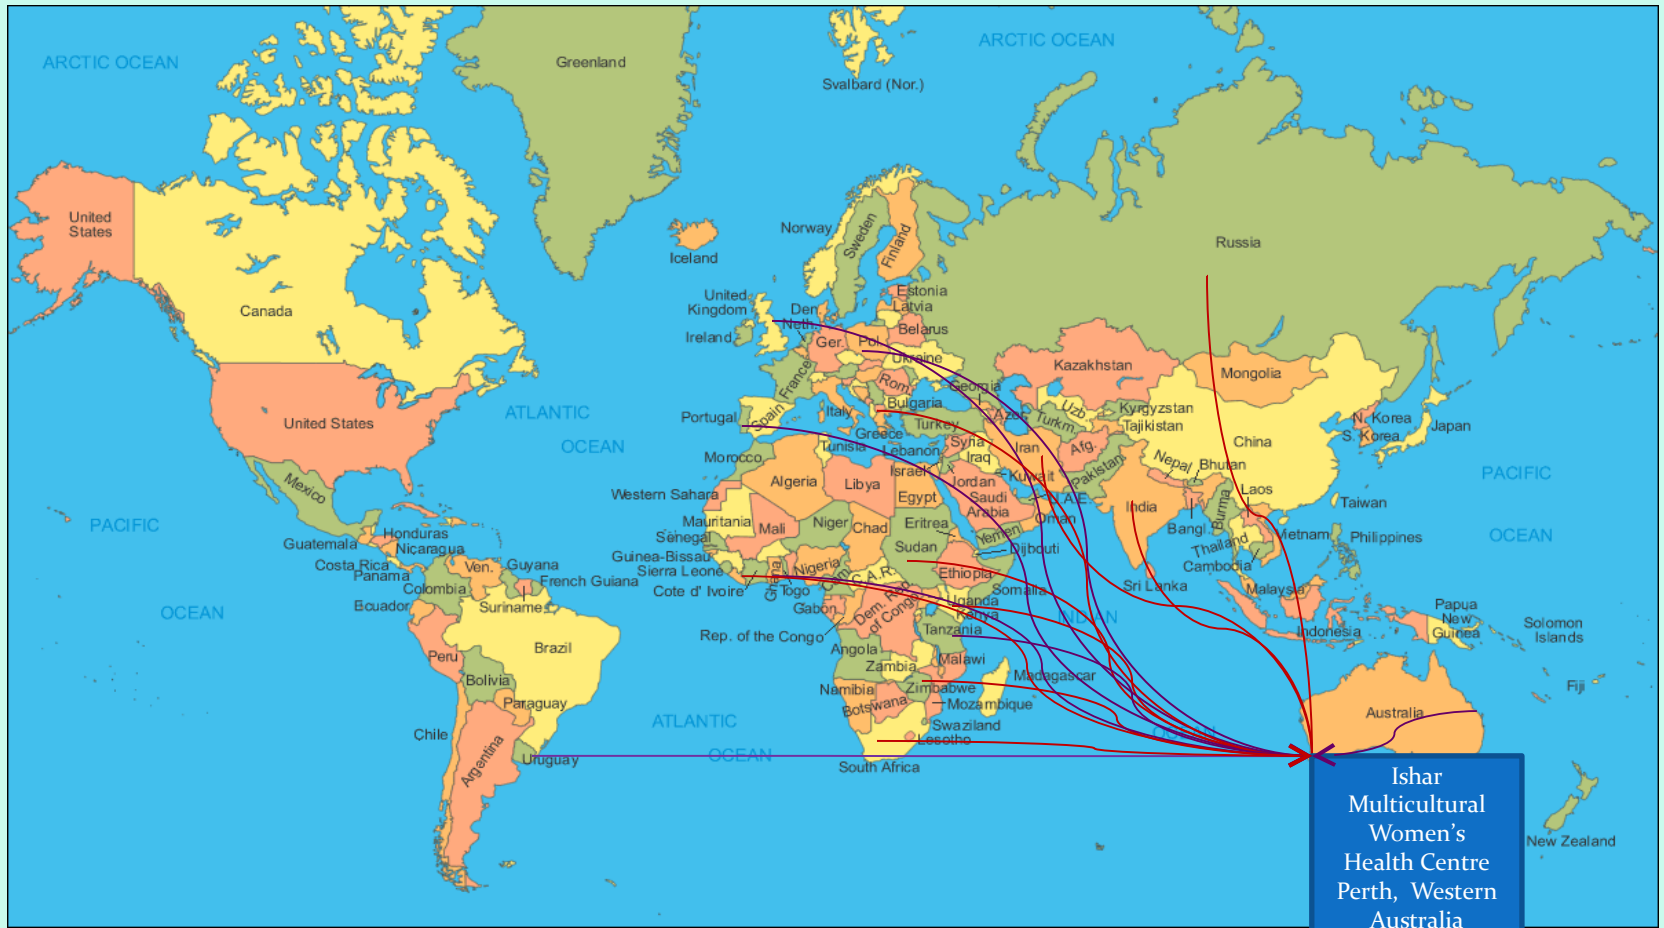 ARCTIC OCEAN
Greenland
Svalbard (Nor.)
ARCTIC OCEAN
United
States
Canada
Iceland
Norway
Sweden
Finland
Russia
United
Kingdom
Ireland
Den.
Neth.
Estonia
Latvia
Belarus
Ger.
Pol.
Ukraine
France
Rom.
Georgia
Kazakhstan
Mongolia
United States
ATLANTIC
OCEAN
Portugal
Spain
Italy
Bulgaria
Greece
Turkey
Azer.
Uzb.
Turkm.
Kyrgyzstan
Tajikistan
China
N. Korea
S. Korea
Japan
Morocco
Tunisia
Lebanon
Syria
Iraq
Iran
Afg.
Pakistan
Nepal
Bhutan
Israel
Jordan
Kuwait
Mexico
Western Sahara
Algeria
Libya
Egypt
Saudi
Arabia
U.A.E.
Oman
India
Bangl.
Burma
Laos
Taiwan
PACIFIC
OCEAN
PACIFIC
OCEAN
Mauritania
Mali
Niger
Chad
Eritrea
Sudan
Yemen
Djibouti
Thailand
Vietnam
Cambodia
Philippines
Guatemala
Honduras
Nicaragua
Costa Rica
Panama
Senegal
Guinea-Bissau
Sierra Leone
Cote d' Ivoire
Ghana
Togo
Nigeria
Cam.
C.A.R.
Ethiopia
Somalia
Sri Lanka
Malaysia
Ven.
Guyana
French Guiana
Suriname
Colombia
Ecuador
Gabon
Rep. of the Congo
Dem. Rep.
of Congo
Uganda
Kenya
Tanzania
INDIAN
OCEAN
Indonesia
Papua
New
Guinea
Solomon
Islands
Peru
Brazil
Bolivia
Paraguay
Chile
Argentina
Uruguay
Angola
Zambia
Malawi
Madagascar
Namibia
Botswana
Zimbabwe
Mozambique
Swaziland
Lesotho
South Africa
ATLANTIC
OCEAN
Fiji
Australia
New Zealand
Ishar
Multicultural
Women's
Health Centre
Perth, Western
Australia